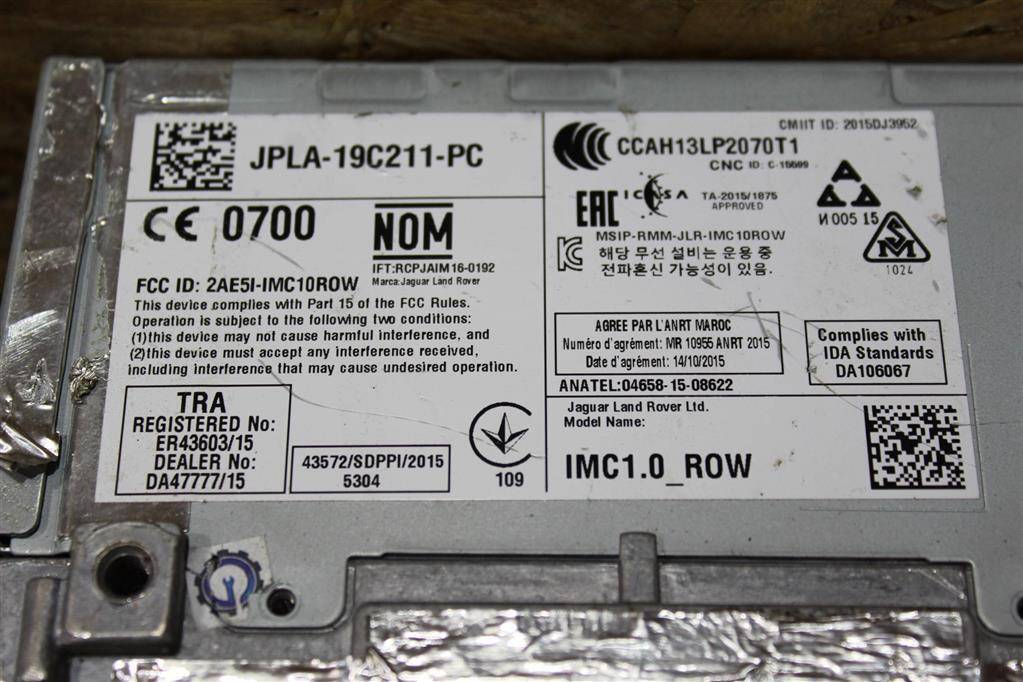 JPLA-19C211-PC
CE 0700
NOM
IFT:RCPJAIM16-0192
Marca:Jaguar Land Rover
FCC ID: 2AE5I-IMC10ROW
This device complies with Part 15 of the FCC Rules.
Operation is subject to the following two conditions:
(1)this device may not cause harmful interference, and
(2)this device must accept any interference received,
including interference that may cause undesired operation.
TRA
REGISTERED No:
ER43603/15
DEALER No:
DA47777/15
43572/SDPPI/2015
5304
109
CMIIT ID: 2015DJ3952
CCAH13LP2070T1
CNC ID: C-15599
EAC
ICASA
TA-2015/1875
APPROVED
И 005 15
MSIP-RMM-JLR-IMC10ROW
해당 무선 설비는 운용 중
전파혼신 가능성이 있음.
1024
AGREE PAR L'ANRT MAROC
Numéro d'agrément: MR 10955 ANRT 2015
Date d'agrément: 14/10/2015
Complies with
IDA Standards
DA106067
ANATEL:04658-15-08622
Jaguar Land Rover Ltd.
Model Name:
IMC1.0_ROW